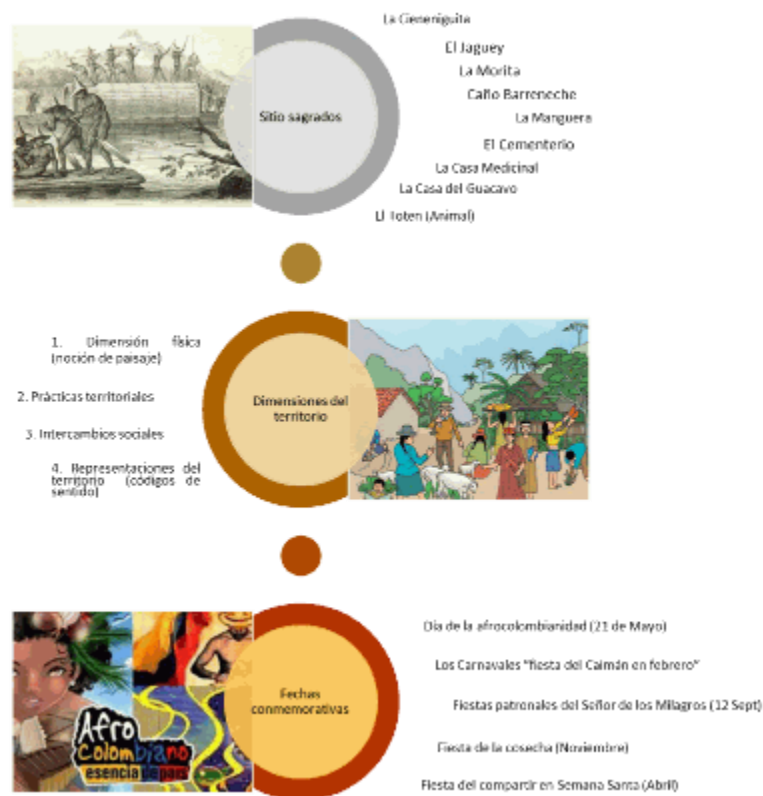 La Cieneniguita
El Jaguey
La Morita
Caño Barreneche
La Manguera
El Cementerio
La Casa Medicinal
La Casa del Guacavo
El Toten (Animal)
Sitio sagrados
1. Dimensión física
(noción de paisaje)
2. Prácticas territoriales
3. Intercambios sociales
4. Representaciones del
territorio (códigos de
sentido)
Dimensiones del
territorio
Fechas
conmemorativas
Afro
Colombiano
esencia de país
Día de la afrocolombianidad (21 de Mayo)
Los Carnavales "fiesta del Caimán en febrero"
Fiestas patronales del Señor de los Milagros (12 Sept)
Fiesta de la cosecha (Noviembre)
Fiesta del compartir en Semana Santa (Abril)